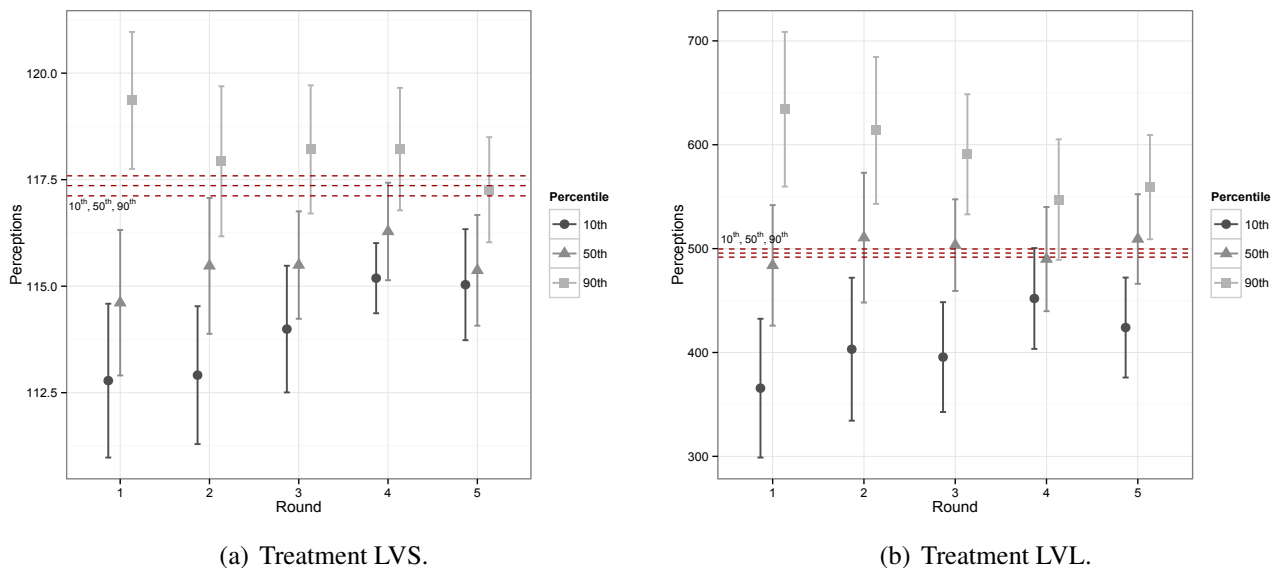 120.0
117.5
115.0
112.5
Perceptions
10th, 50th, 90th
1 2 3 4 5
Round
Percentile
10th
50th
90th
(a) Treatment LVS.
700
600
500
400
300
Perceptions
10th, 50th, 90th
1 2 3 4 5
Round
Percentile
10th
50th
90th
(b) Treatment LVL.